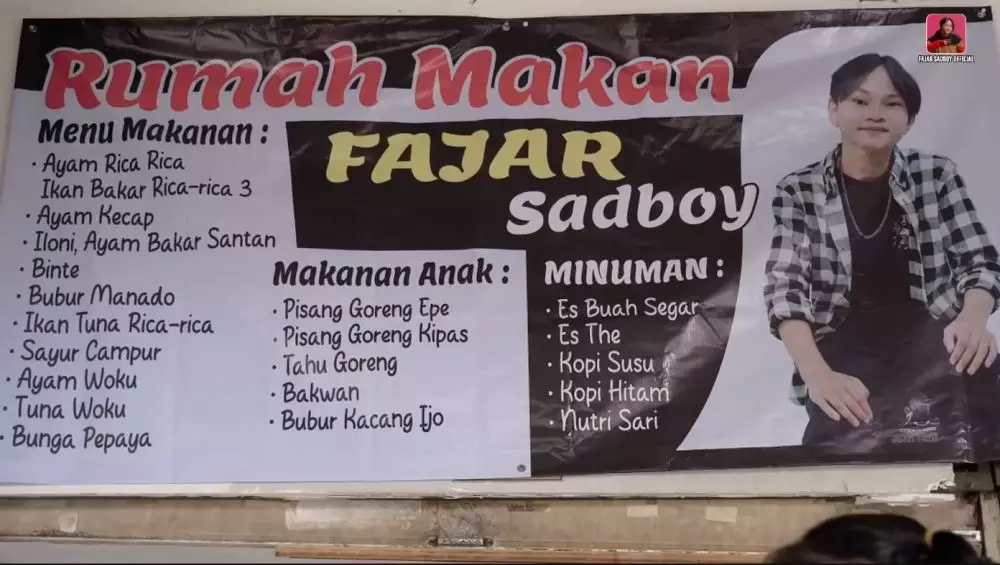 Rumah Makan
FAJAR
Sadboy
Menu Makanan :
· Ayam Rica Rica
Ikan Bakar Rica-rica 3
· Ayam Kecap
· Iloni, Ayam Bakar Santan
· Binte
· Bubur Manado
· Ikan Tuna Rica-rica
· Sayur Campur
· Ayam Woku
· Tuna Woku
· Bunga Pepaya
Makanan Anak :
· Pisang Goreng Epe
· Pisang Goreng Kipas
· Tahu Goreng
· Bakwan
· Bubur Kacang Ijo
MINUMAN :
· Es Buah Segar
· Es The
· Kopi Susu
· Kopi Hitam
· Nutri Sari
FAJAR SADBOY OFFICIAL